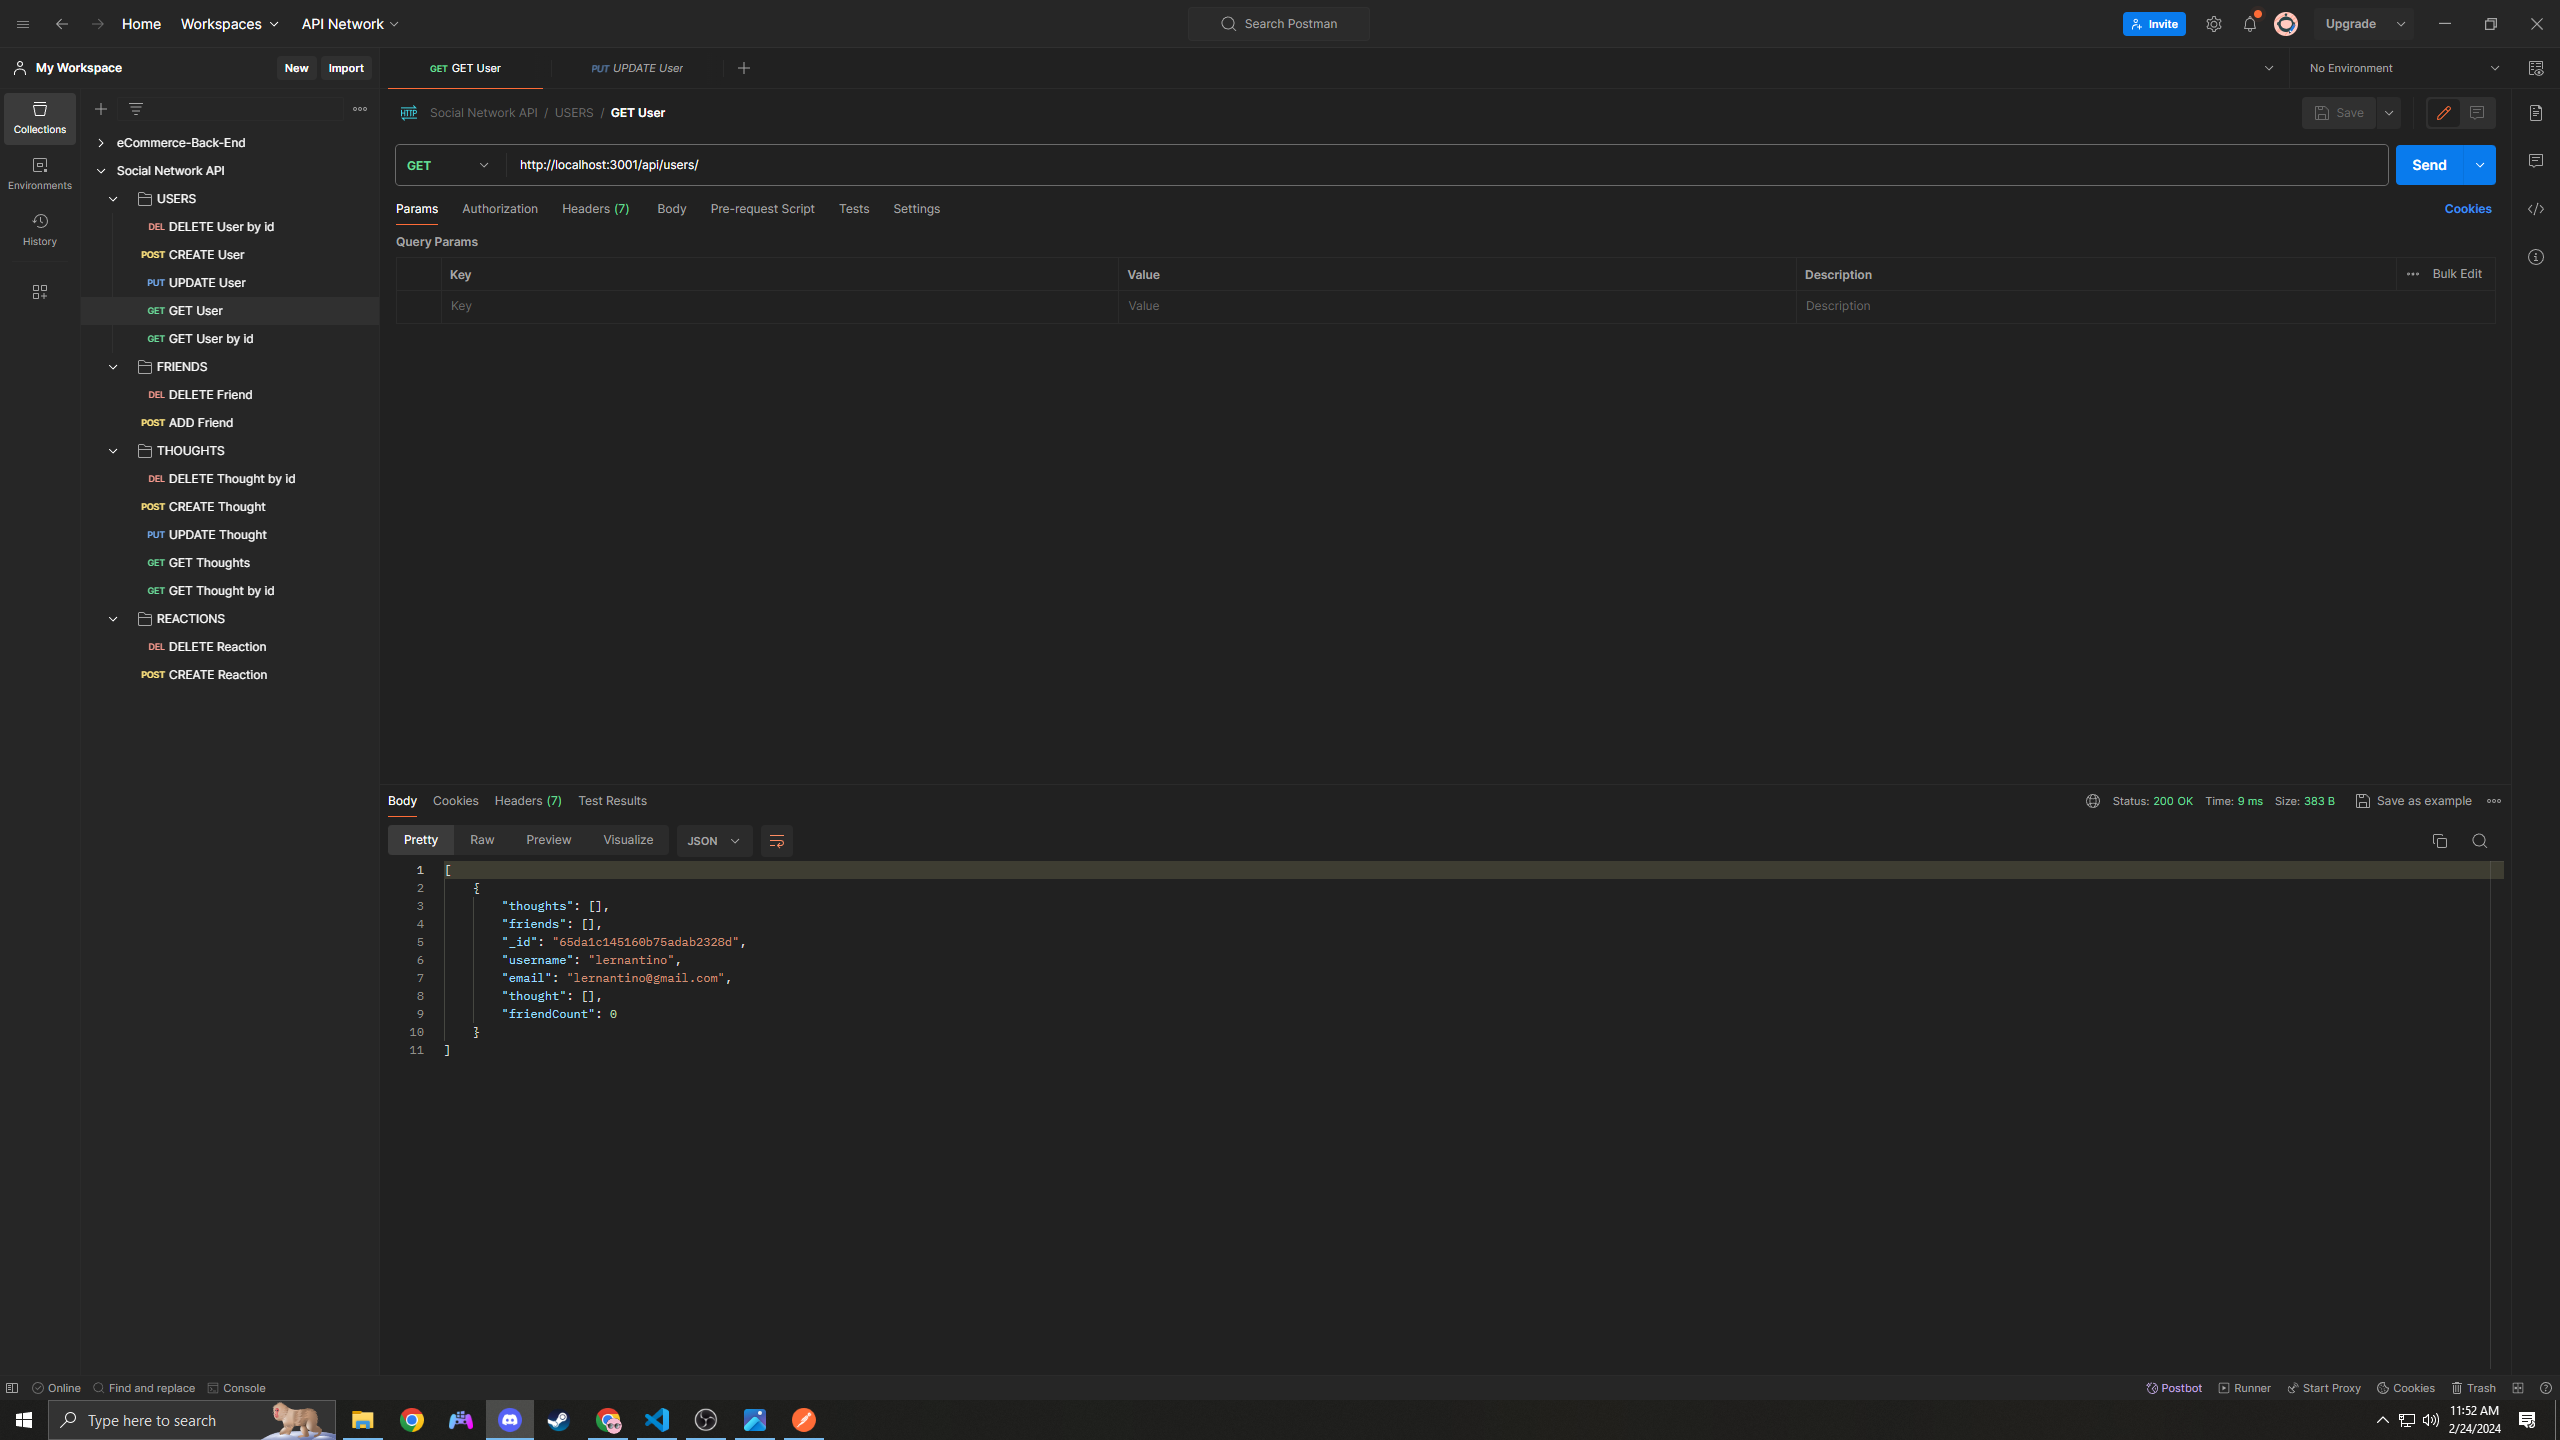 Home Workspaces API Network Search Postman Invite Upgrade
My Workspace New Import GET GET User PUT UPDATE User No Environment
Collections
Environments
History
eCommerce-Back-End
Social Network API
USERS
DEL DELETE User by id
POST CREATE User
PUT UPDATE User
GET GET User
GET GET User by id
FRIENDS
DEL DELETE Friend
POST ADD Friend
THOUGHTS
DEL DELETE Thought by id
POST CREATE Thought
PUT UPDATE Thought
GET GET Thoughts
GET GET Thought by id
REACTIONS
DEL DELETE Reaction
POST CREATE Reaction
HTTP Social Network API / USERS / GET User Save
GET http://localhost:3001/api/users/ Send
Params Authorization Headers (7) Body Pre-request Script Tests Settings Cookies
Query Params
Key Value Description Bulk Edit
Key Value Description
Body Cookies Headers (7) Test Results Status: 200 OK Time: 9 ms Size: 383 B Save as example
Pretty Raw Preview Visualize JSON
1 [
2 {
3 "thoughts": [],
4 "friends": [],
5 "_id": "65da1c145160b75adab2328d",
6 "username": "lernantino",
7 "email": "lernantino@gmail.com",
8 "thought": [],
9 "friendCount": 0
10 }
11 ]
Online Find and replace Console Postbot Runner Start Proxy Cookies Trash
Type here to search 11:52 AM
2/24/2024